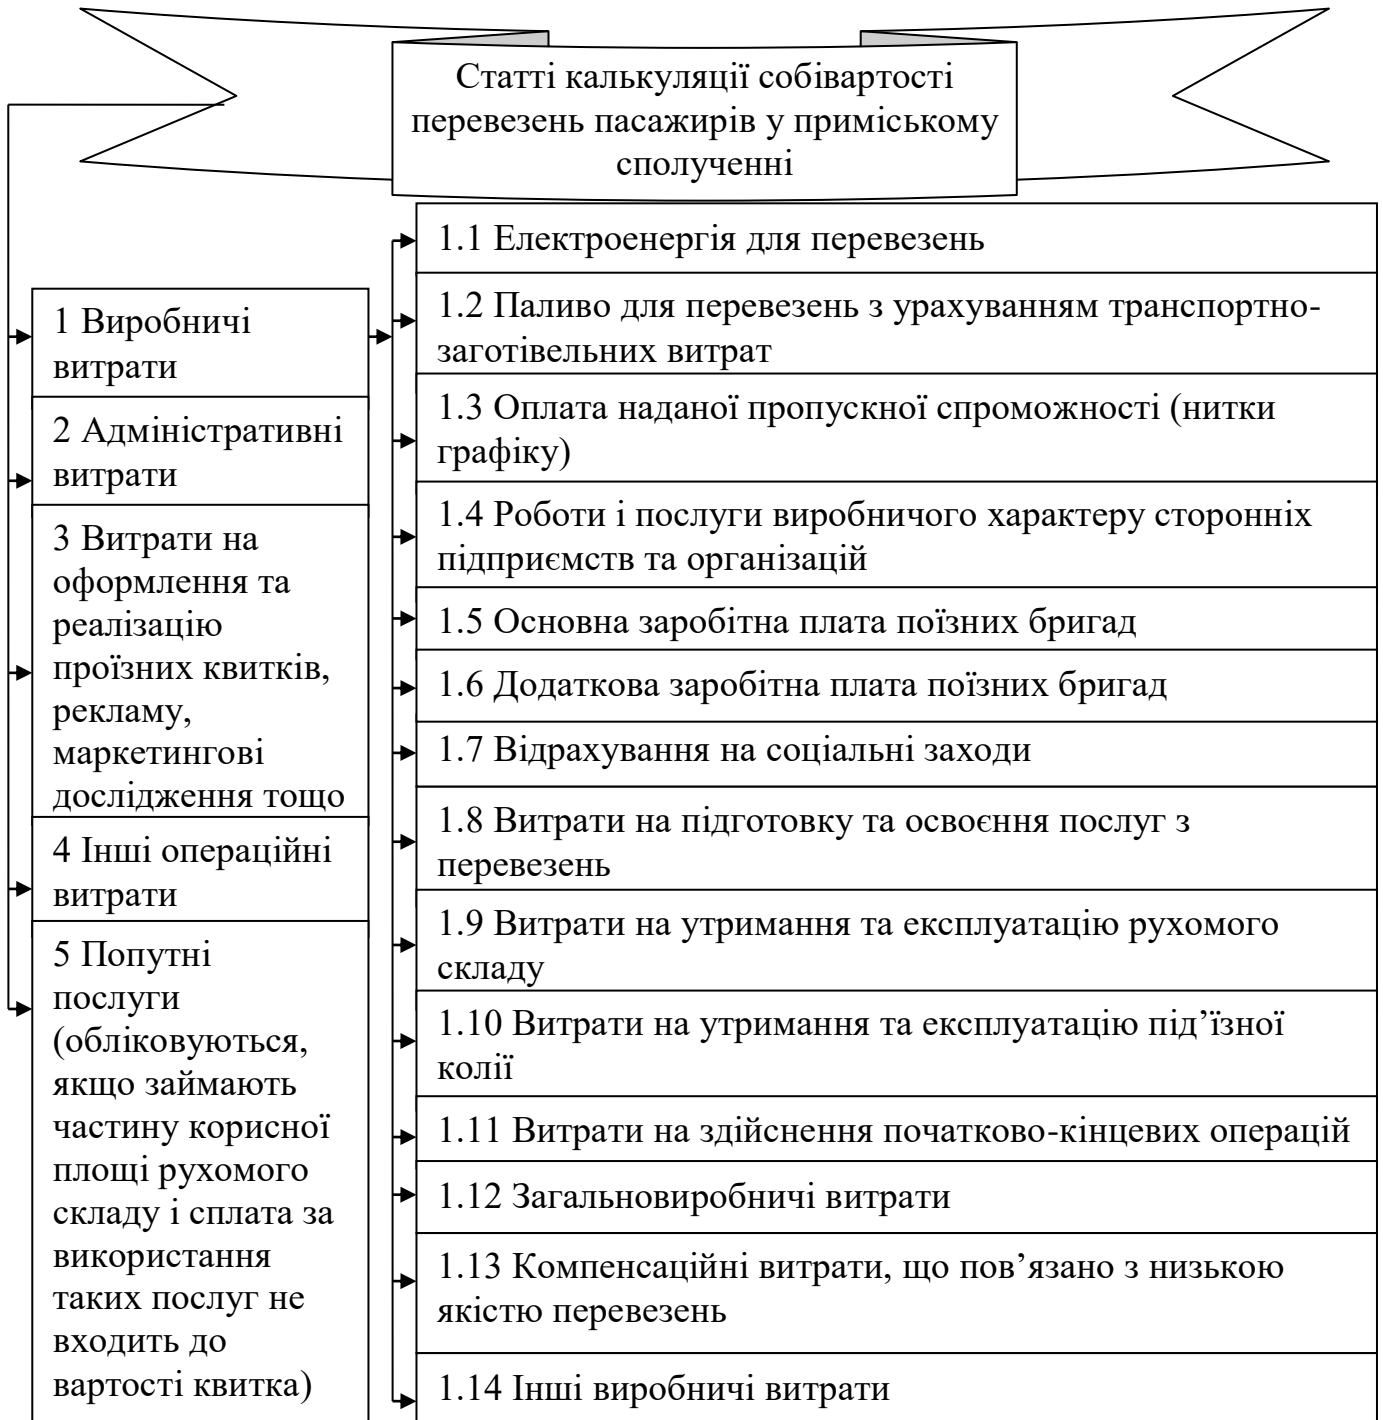 Статті калькуляції собівартості
перевезень пасажирів у приміському
сполученні
1 Виробничі
витрати
2 Адміністративні
витрати
3 Витрати на
оформлення та
реалізацію
проїзних квитків,
рекламу,
маркетингові
дослідження тощо
4 Інші операційні
витрати
5 Попутні
послуги
(обліковуються,
якщо займають
частину корисної
площі рухомого
складу і сплата за
використання
таких послуг не
входить до
вартості квитка)
1.1 Електроенергія для перевезень
1.2 Паливо для перевезень з урахуванням транспортно-
заготівельних витрат
1.3 Оплата наданої пропускної спроможності (нитки
графіку)
1.4 Роботи і послуги виробничого характеру сторонніх
підприємств та організацій
1.5 Основна заробітна плата поїзних бригад
1.6 Додаткова заробітна плата поїзних бригад
1.7 Відрахування на соціальні заходи
1.8 Витрати на підготовку та освоєння послуг з
перевезень
1.9 Витрати на утримання та експлуатацію рухомого
складу
1.10 Витрати на утримання та експлуатацію під’їзної
колії
1.11 Витрати на здійснення початково-кінцевих операцій
1.12 Загальновиробничі витрати
1.13 Компенсаційні витрати, що пов’язано з низькою
якістю перевезень
1.14 Інші виробничі витрати